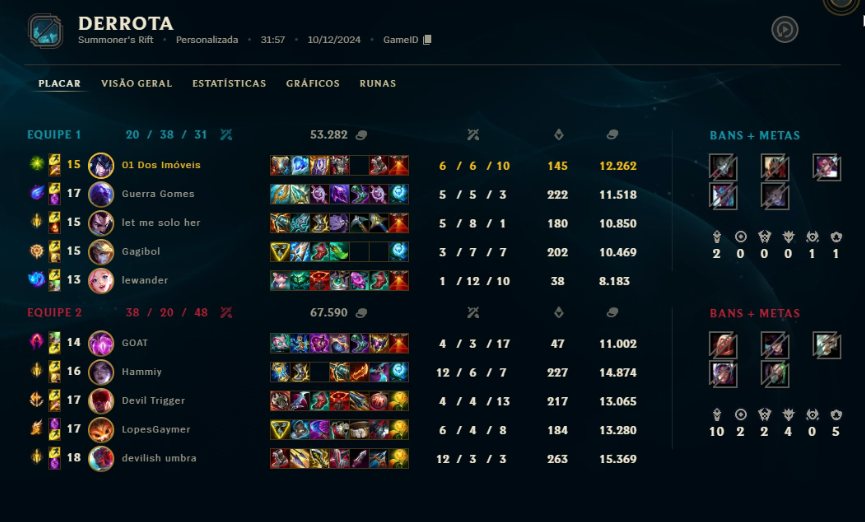 DERROTA
Summoner's Rift • Personalizada • 31:57 • 10/12/2024 • GameID
PLACAR VISÃO GERAL ESTATÍSTICAS GRÁFICOS RUNAS
EQUIPE 1 20 / 38 / 31 53.282 BANS + METAS
15 01 Dos Imóveis 6 / 6 / 10 145 12.262
17 Guerra Gomes 5 / 5 / 3 222 11.518
15 let me solo her 5 / 8 / 1 180 10.850
15 Gagibol 3 / 7 / 7 202 10.469
2 0 0 0 1 1
13 lewander 1 / 12 / 10 38 8.183
EQUIPE 2 38 / 20 / 48 67.590 BANS + METAS
14 GOAT 4 / 3 / 17 47 11.002
16 Hammiy 12 / 6 / 7 227 14.874
17 Devil Trigger 4 / 4 / 13 217 13.065
17 LopesGaymer 6 / 4 / 8 184 13.280
10 2 2 4 0 5
18 devilish umbra 12 / 3 / 3 263 15.369